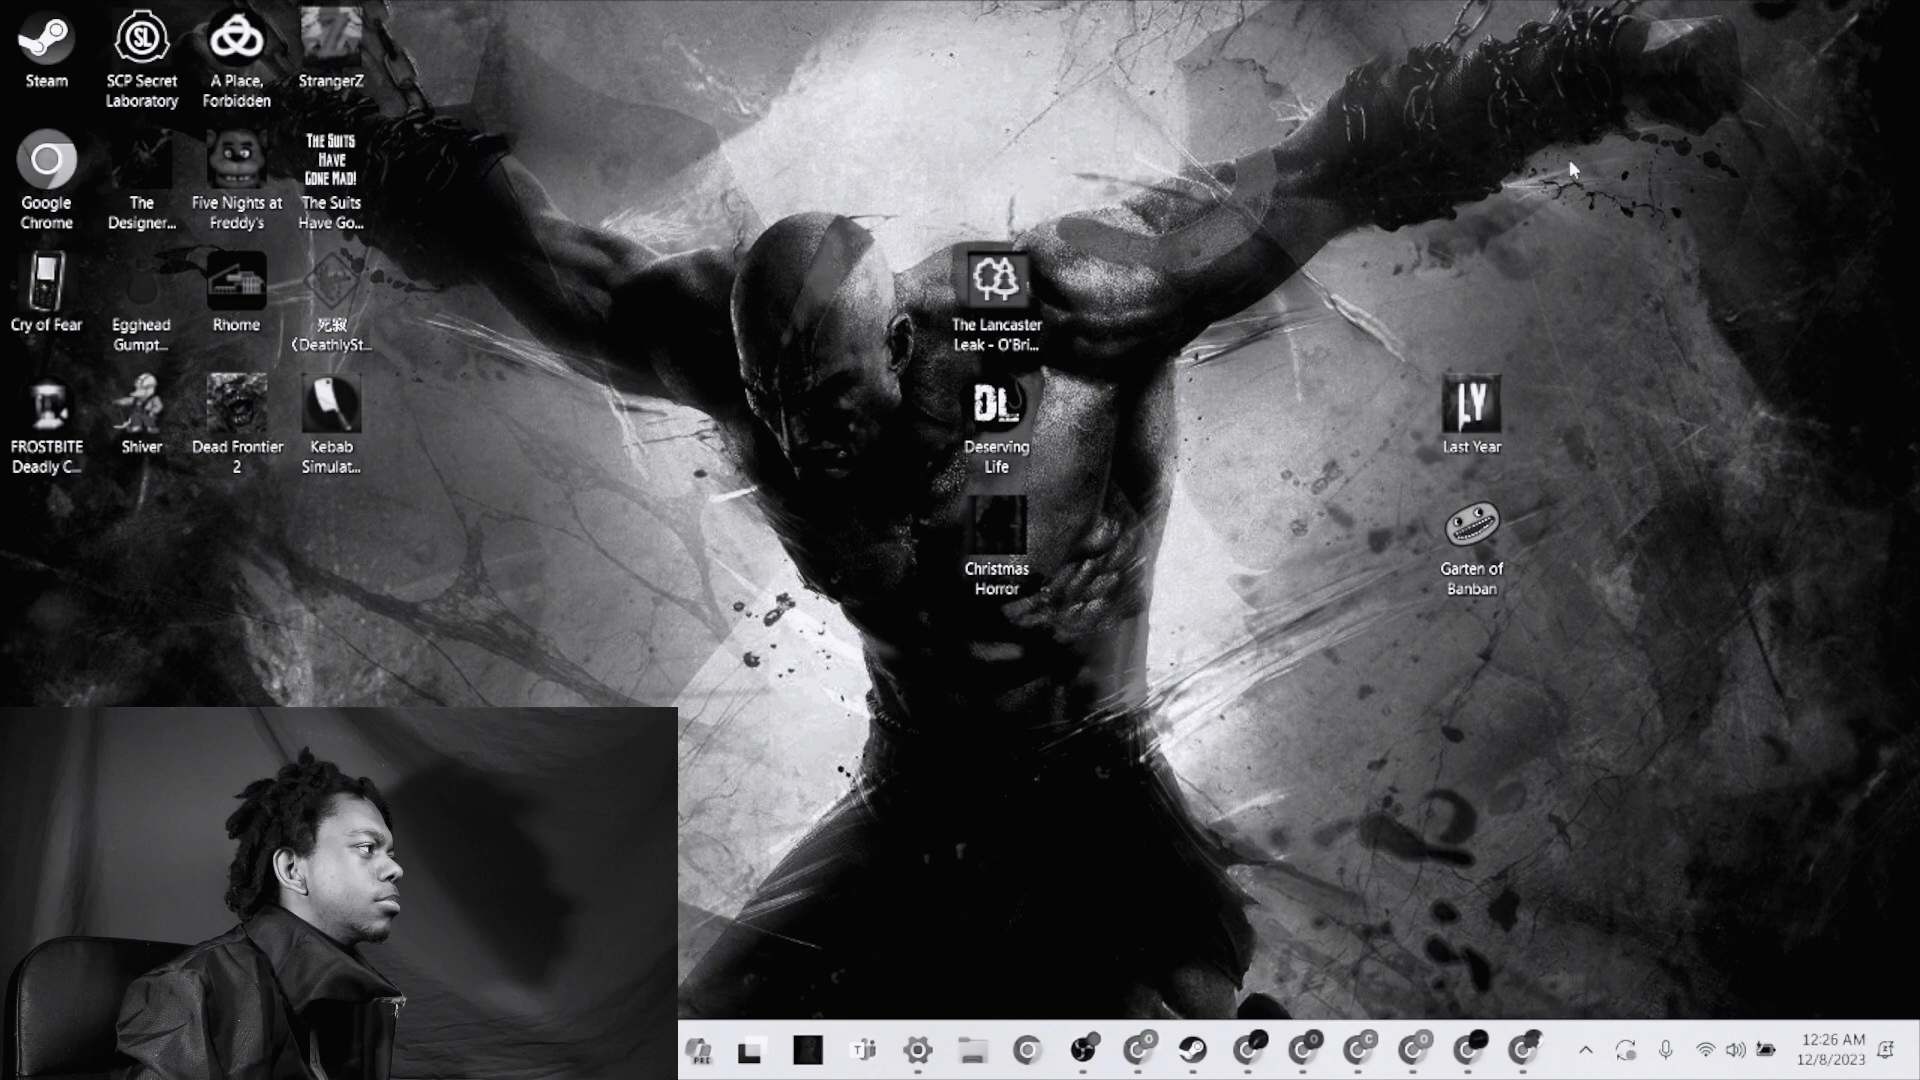 Steam
SCP Secret
Laboratory
A Place,
Forbidden
StrangerZ
Google
Chrome
The
Designer...
Five Nights at
Freddy's
THE SUITS
HAVE
GONE MAD!
The Suits
Have Go...
Cry of Fear
Egghead
Gumpt...
Rhome
死寂
(DeathlySt...
FROSTBITE
Deadly C...
Shiver
Dead Frontier
2
Kebab
Simulat...
The Lancaster
Leak - O'Bri...
DL
Deserving
Life
Christmas
Horror
LY
Last Year
Garten of
Banban
SL
PRE
T
12:26 AM
12/8/2023